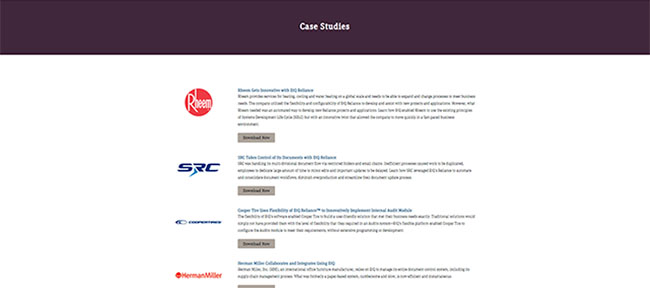 Case Studies
Rheem
Rheem Gets Innovative with EtQ Reliance
Rheem provides services for heating, cooling and water heating on a global scale and needs to be able to expand and change processes to meet business
needs. The company utilized the flexibility and configurability of EtQ Reliance to develop and assist with new projects and applications. However, what
Rheem needed was an automated way to develop new Reliance projects and applications. Learn how EtQ enabled Rheem to use the existing principles
of Systems Development Life Cycle (SDLC) but with an innovative twist that allowed the company to move quickly in a fast-paced business
environment.
Download Now
SRC
SRC Takes Control of Its Documents with EtQ Reliance
SRC was handling its multi-divisional document flow via restricted folders and email chains. Inefficient processes caused work to be duplicated,
employees to dedicate large amount of time to minor edits and important updates to be delayed. Learn how SRC leveraged EtQ's Reliance to automate
and consolidate document workflows, diminish overproduction and streamline their document update process
Download Now
COOPERTIRES
Cooper Tire Uses Flexibility of EtQ Reliance™ to Innovatively Implement Internal Audit Module
The flexibility of EtQ's software enabled Cooper Tire to build a user-friendly solution that met their business needs exactly. Traditional solutions would
simply not have provided them with the level of flexibility that they required in an Audits system—EtQ's flexible platform enabled Cooper Tire to
configure the Audits module to meet their requirements, without extensive programming or development.
Download Now
HermanMiller
Herman Miller Collaborates and Integrates Using EtQ
Herman Miller, Inc. (HMI), an international office furniture manufacturer, relies on EtQ to manage its entire document control system, including its
supply chain management process. What was formerly a paper-based system, cumbersome and slow, is now efficient and instantaneous.